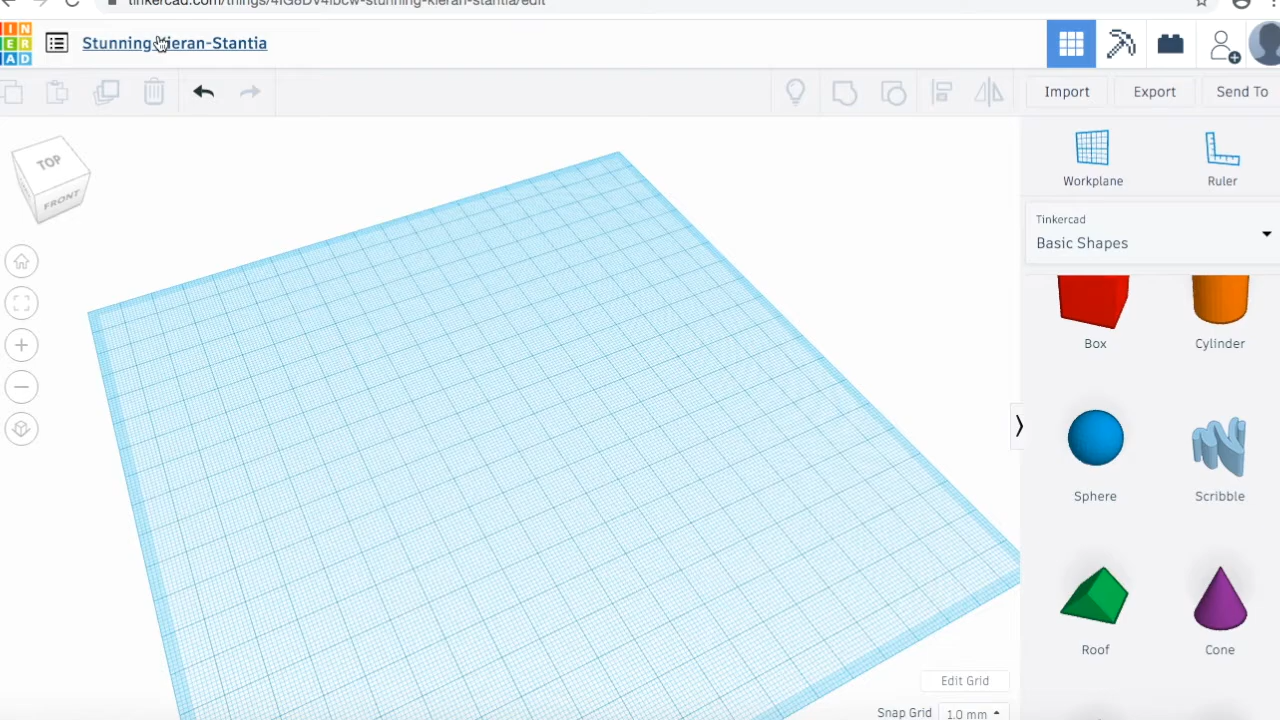 TIN
KER
CAD
Stunning Kieran-Stantia
Import
Export
Send To
TOP
FRONT
Workplane
Ruler
Tinkercad
Basic Shapes
Box
Cylinder
Sphere
Scribble
Roof
Cone
Edit Grid
Snap Grid
1.0 mm